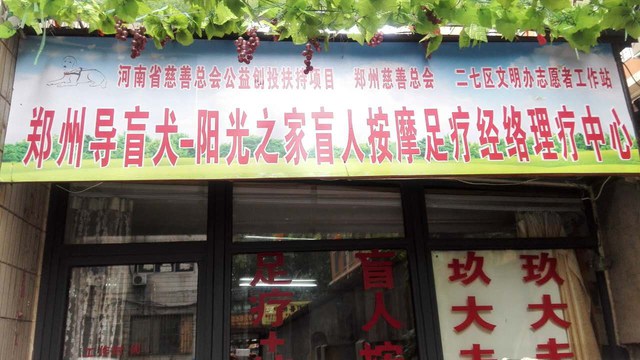 河南省慈善总会公益创投扶持项目 郑州慈善总会 二七区文明办志愿者工作站
郑州导盲犬-阳光之家盲人按摩足疗经络理疗中心
足疗
盲人按
玖大
玖大